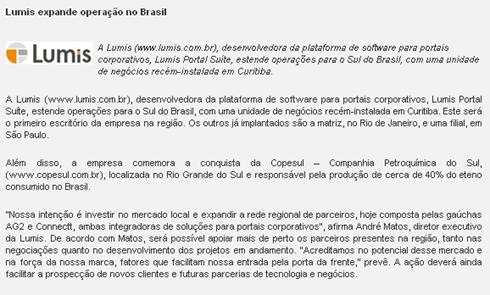 Lumis expande operação no Brasil
Lumis
A Lumis (www.lumis.com.br), desenvolvedora da plataforma de software para portais
corporativos, Lumis Portal Suíte, estende operações para o Sul do Brasil, com uma unidade
de negócios recém-instalada em Curitiba.
A Lumis (www.lumis.com.br), desenvolvedora da plataforma de software para portais corporativos, Lumis Portal
Suíte, estende operações para o Sul do Brasil, com uma unidade de negócios recém-instalada em Curitiba. Este será
o primeiro escritório da empresa na região. Os outros já implantados são a matriz, no Rio de Janeiro, e uma filial, em
São Paulo.
Além disso, a empresa comemora a conquista da Copesul – Companhia Petroquímica do Sul,
(www.copesul.com.br), localizada no Rio Grande do Sul e responsável pela produção de cerca de 40% do eteno
consumido no Brasil.
"Nossa intenção é investir no mercado local e expandir a rede regional de parceiros, hoje composta pelas gaúchas
AG2 e Connectt, ambas integradoras de soluções para portais corporativos", afirma André Matos, diretor executivo
da Lumis. De acordo com Matos, será possível apoiar mais de perto os parceiros presentes na região, tanto nas
negociações quanto no desenvolvimento dos projetos em andamento. "Acreditamos no potencial desse mercado e
na força da nossa marca, fatores que facilitam nossa entrada pela porta da frente," prevê. A ação deverá ainda
facilitar a prospecção de novos clientes e futuras parcerias de tecnologia e negócios.